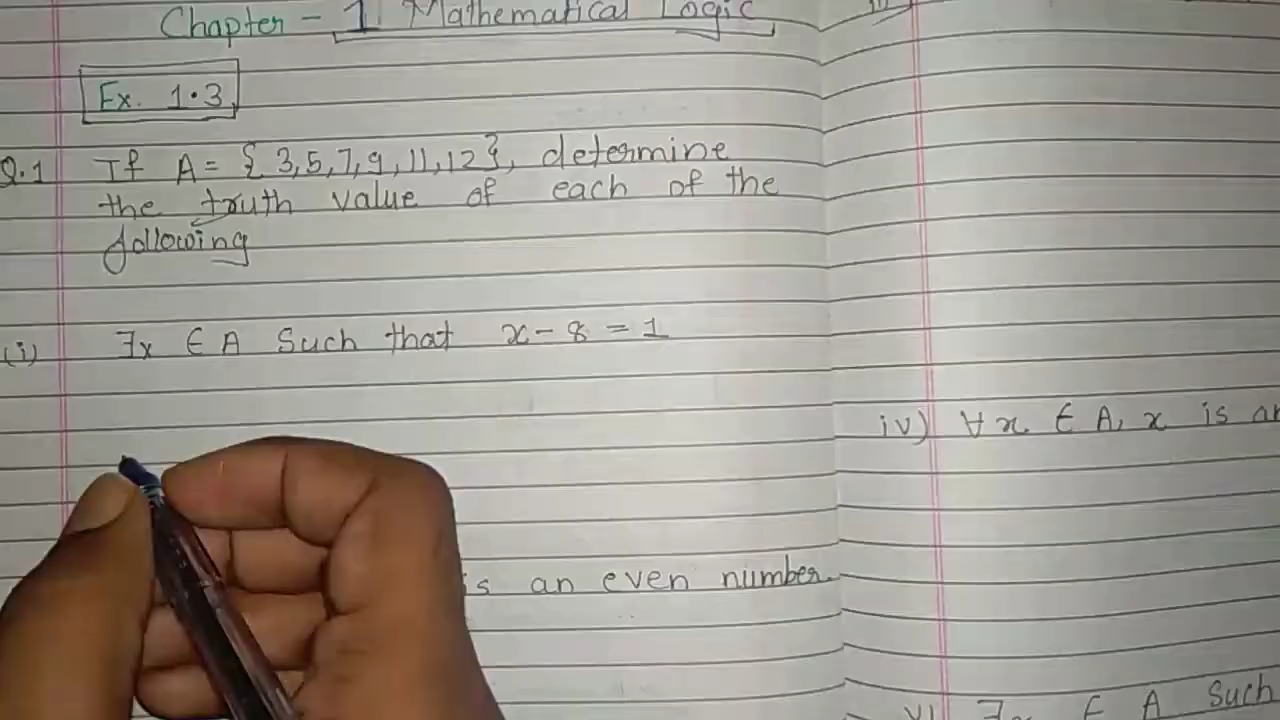 Chapter - 1 Mathematical Logic
Ex. 1.3
Q.1 If A = { 3,5,7,9,11,12}, determine
the truth value of each of the
following
(i) ∃x ∈ A Such that x - 8 = 1
is an even number.
iv) ∀x ∈ A, x is an
∃x ∈ A Such